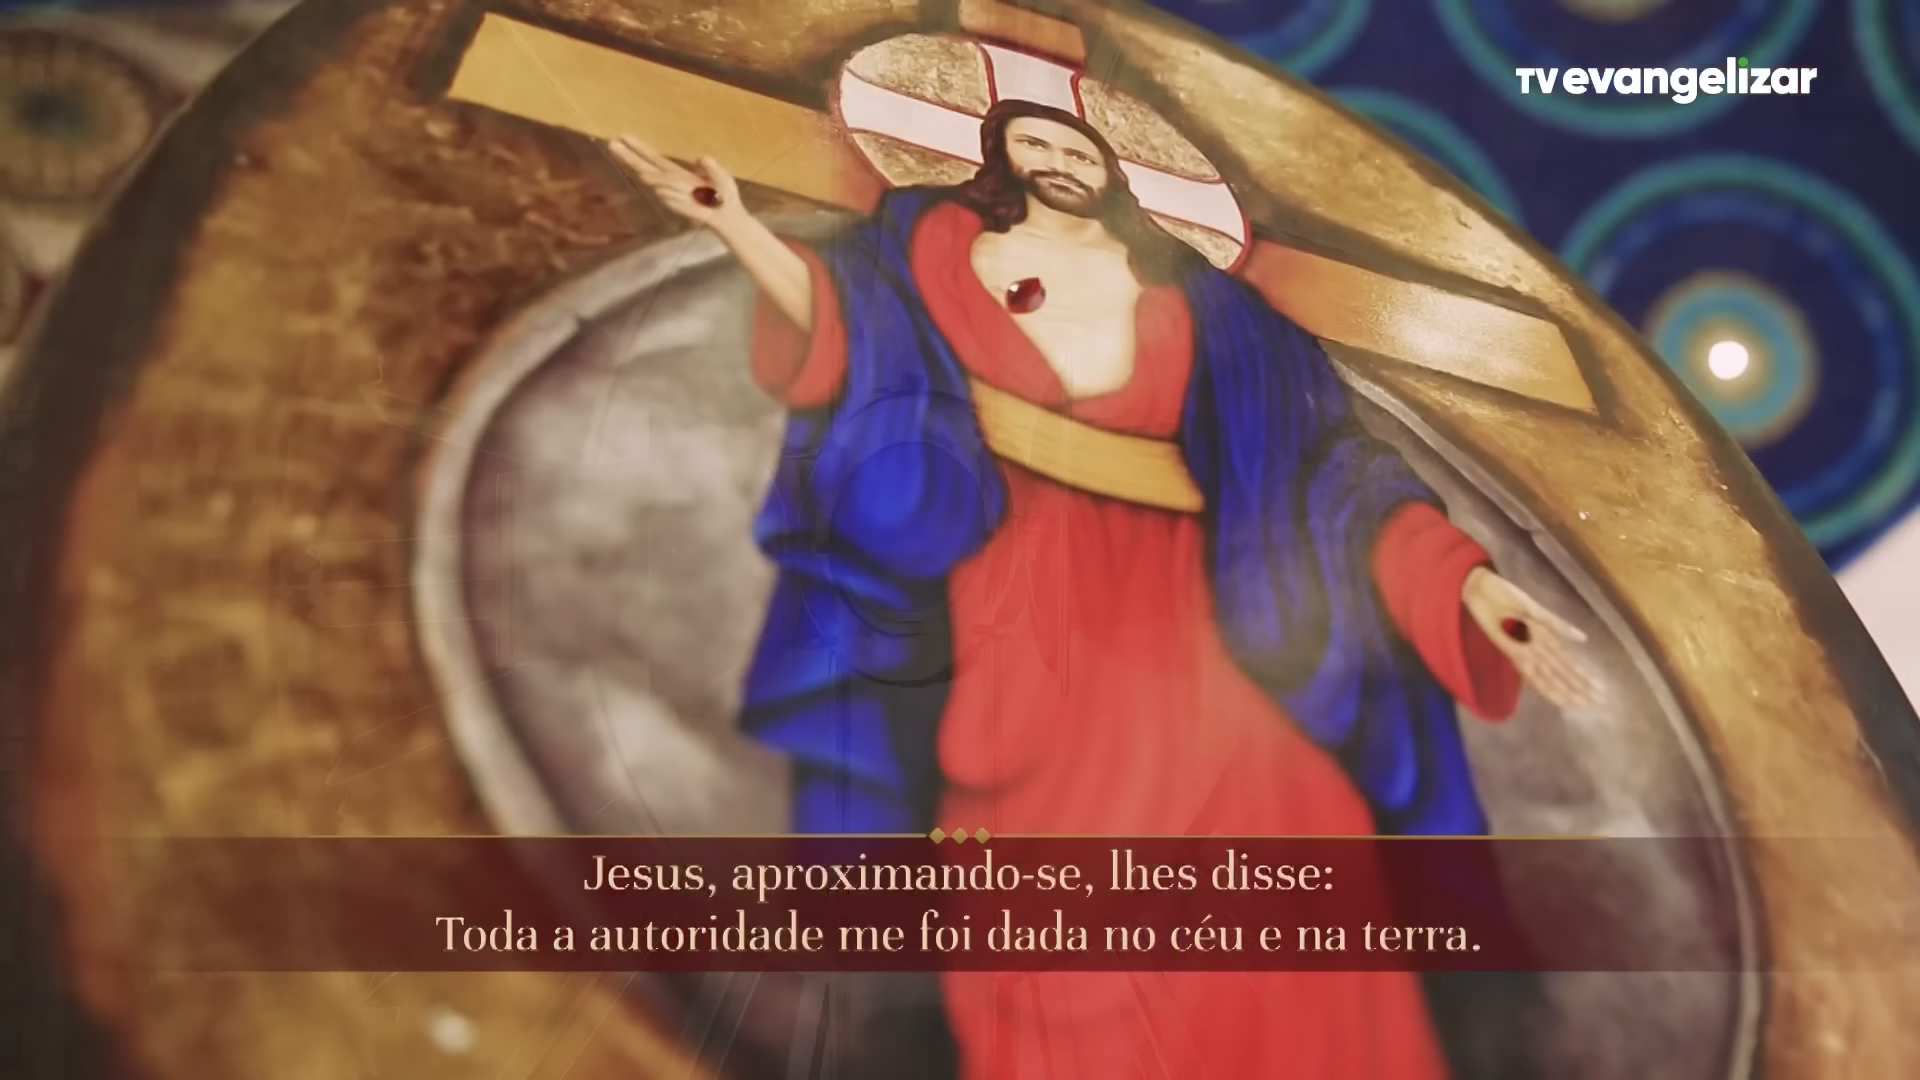 TV evangelizar
Jesus, aproximando-se, lhes disse:
Toda a autoridade me foi dada no céu e na terra.